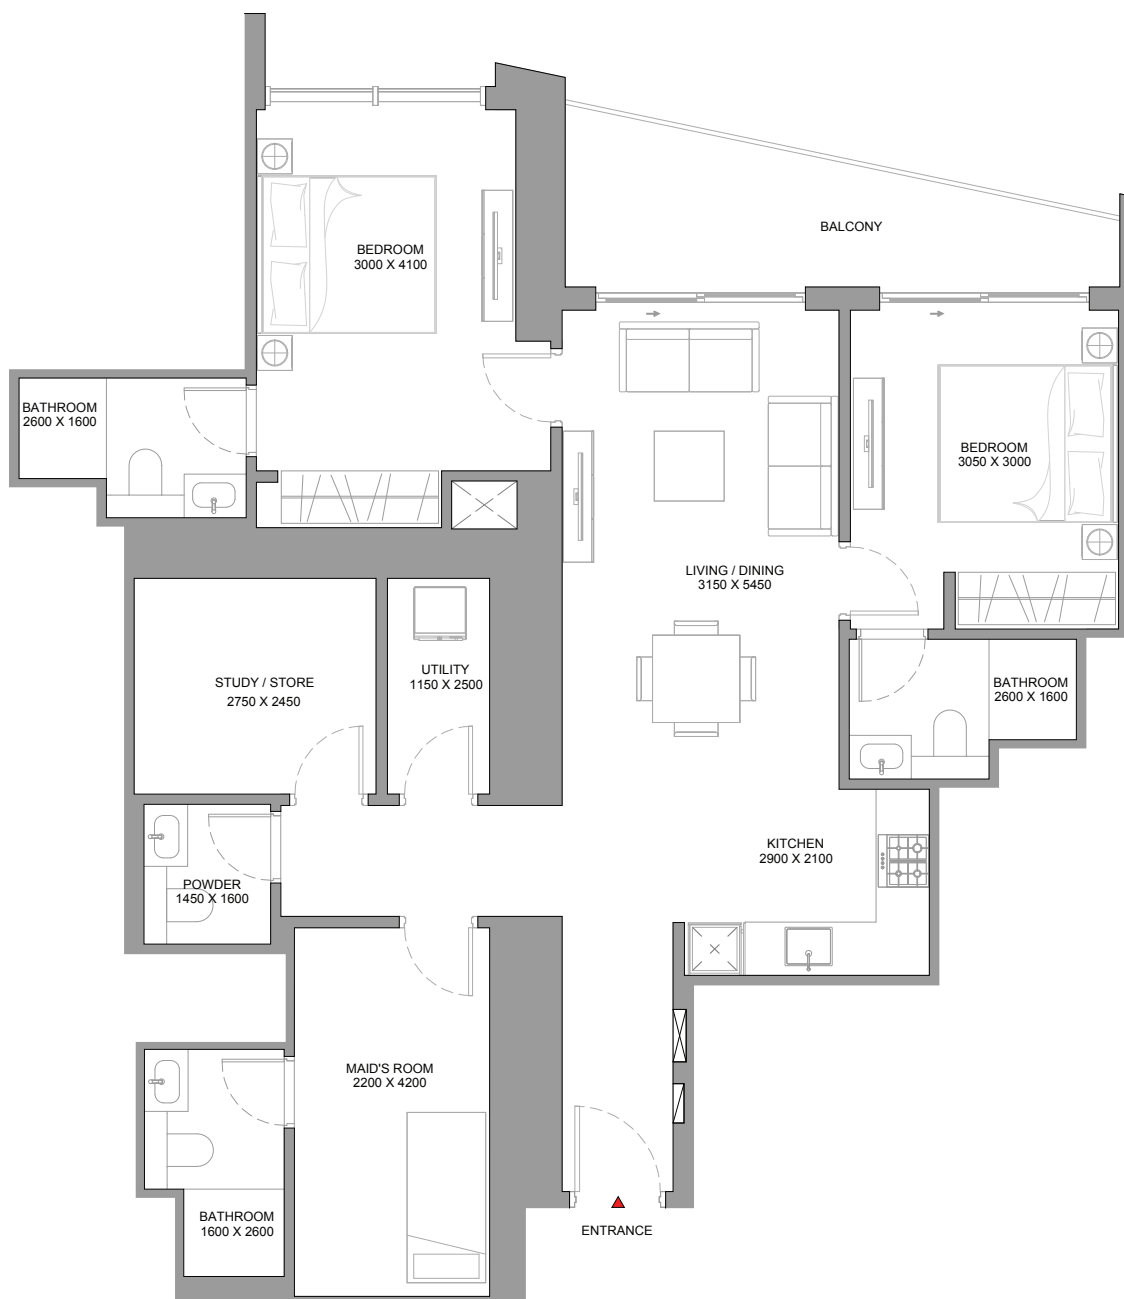 BALCONY
BEDROOM
3000 X 4100
BATHROOM
2600 X 1600
BEDROOM
3050 X 3000
LIVING / DINING
3150 X 5450
STUDY / STORE
2750 X 2450
UTILITY
1150 X 2500
BATHROOM
2600 X 1600
KITCHEN
2900 X 2100
POWDER
1450 X 1600
MAID'S ROOM
2200 X 4200
BATHROOM
1600 X 2600
ENTRANCE